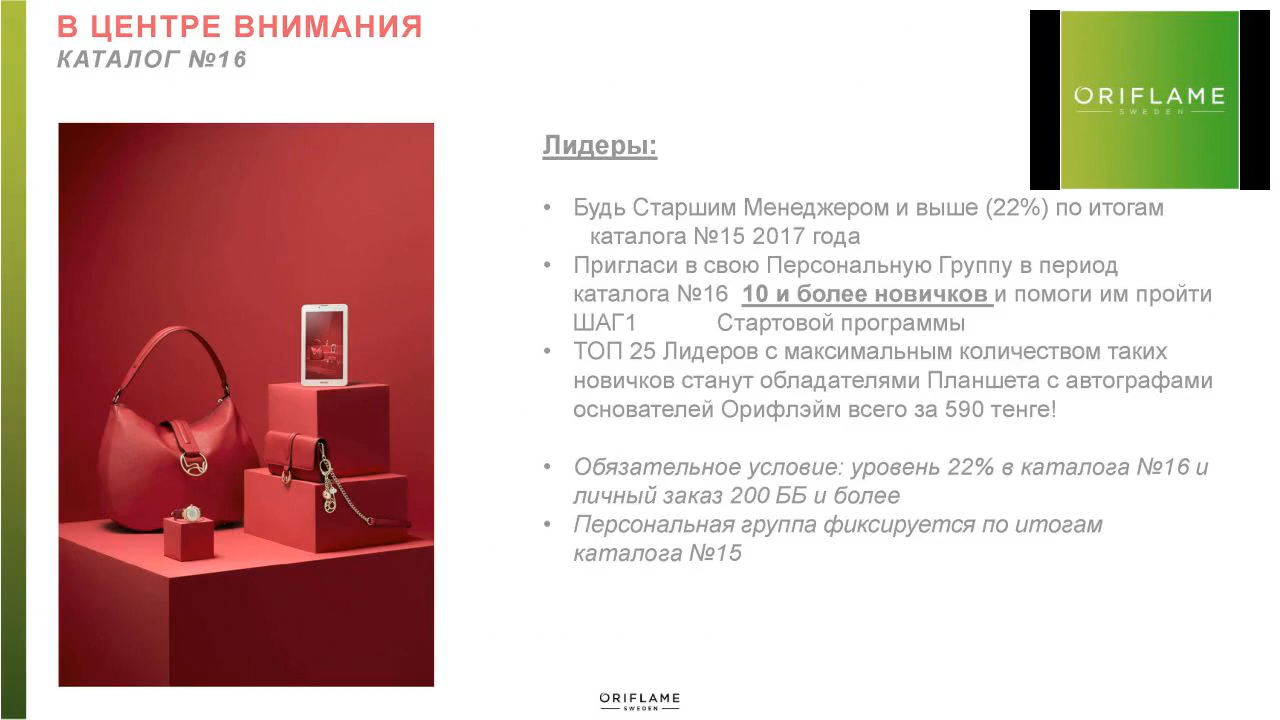 В ЦЕНТРЕ ВНИМАНИЯ
КАТАЛОГ №16
ORIFLAME
SWEDEN
Лидеры:
• Будь Старшим Менеджером и выше (22%) по итогам
каталога №15 2017 года
• Пригласи в свою Персональную Группу в период
каталога №16 10 и более новичков и помоги им пройти
ШАГ1 Стартовой программы
• ТОП 25 Лидеров с максимальным количеством таких
новичков станут обладателями Планшета с автографами
основателей Орифлэйм всего за 590 тенге!
• Обязательное условие: уровень 22% в каталога №16 и
личный заказ 200 ББ и более
• Персональная группа фиксируется по итогам
каталога №15
ORIFLAME
SWEDEN